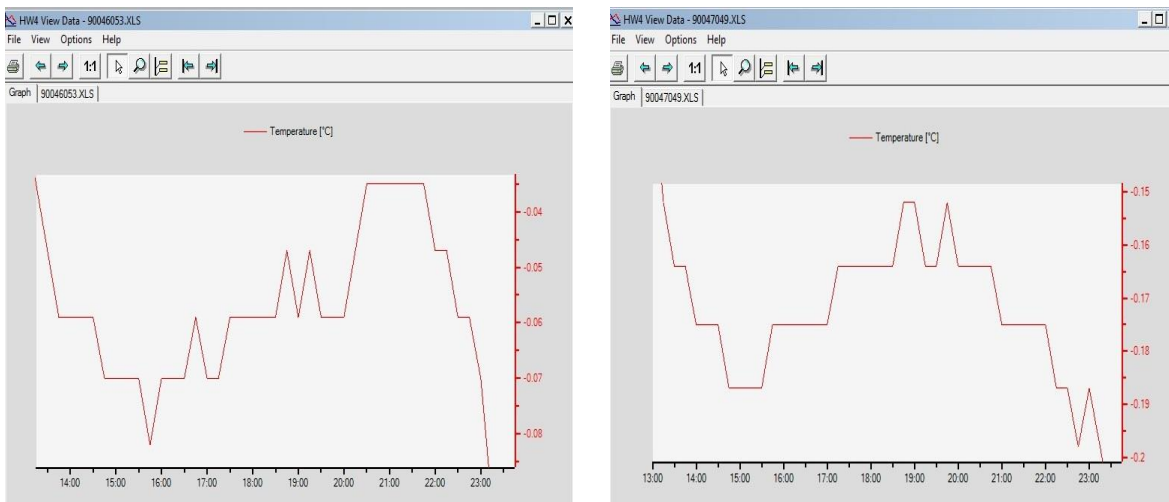 HW4 View Data - 90046053.XLS
File View Options Help
1:1
Graph 90046053.XLS
Temperature [°C]
-0.04
-0.05
-0.06
-0.07
-0.08
14:00 15:00 16:00 17:00 18:00 19:00 20:00 21:00 22:00 23:00
HW4 View Data - 90047049.XLS
File View Options Help
1:1
Graph 90047049.XLS
Temperature [°C]
-0.15
-0.16
-0.17
-0.18
-0.19
-0.2
13:00 14:00 15:00 16:00 17:00 18:00 19:00 20:00 21:00 22:00 23:00